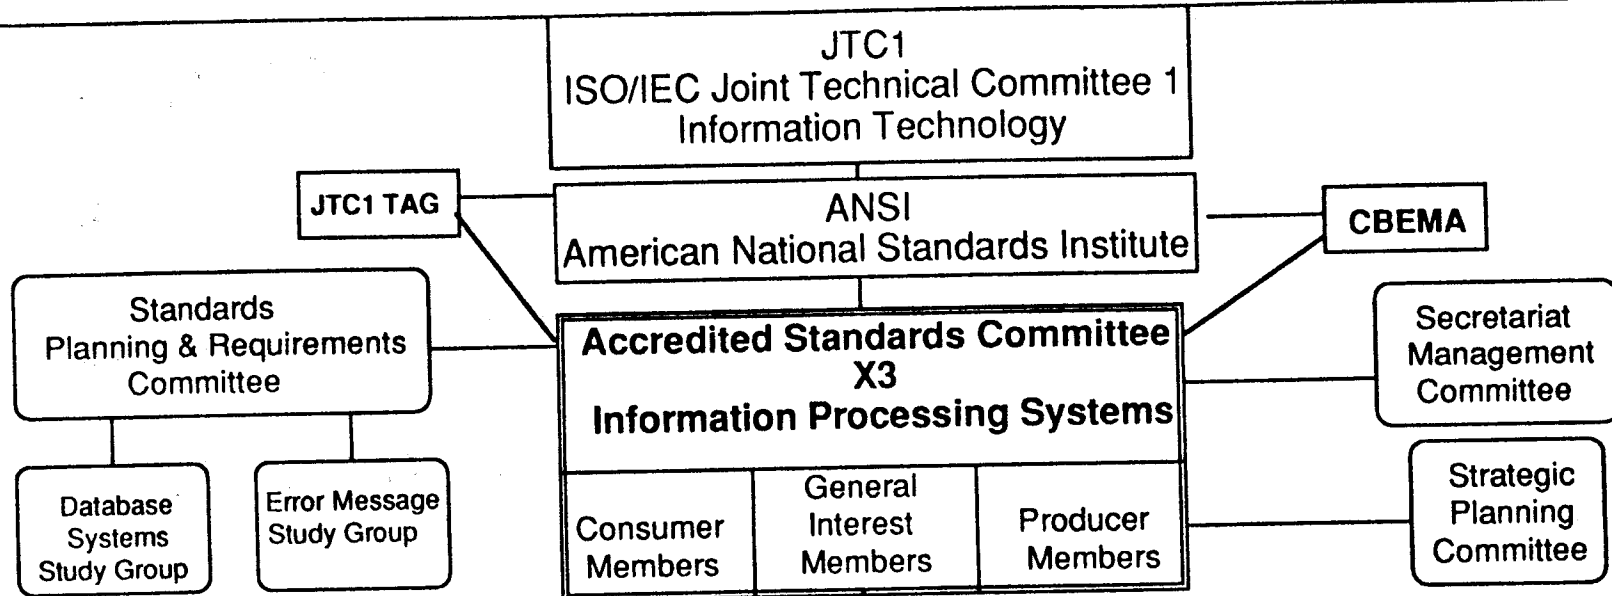 JTC1
ISO/IEC Joint Technical Committee 1
Information Technology
JTC1 TAG
ANSI
American National Standards Institute
CBEMA
Standards
Planning & Requirements
Committee
Accredited Standards Committee
X3
Information Processing Systems
Secretariat
Management
Committee
Database
Systems
Study Group
Error Message
Study Group
Consumer
Members
General
Interest
Members
Producer
Members
Strategic
Planning
Committee